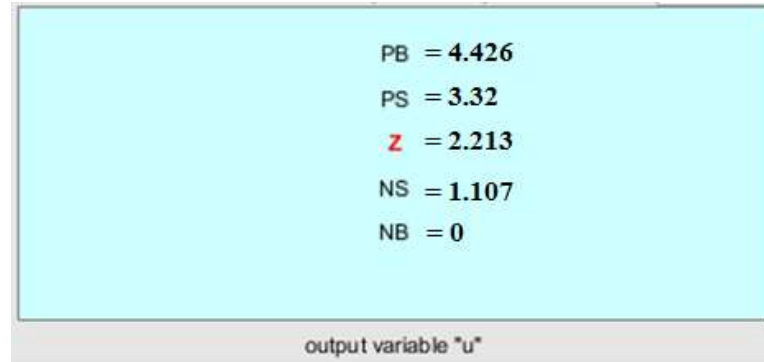 PB = 4.426
PS = 3.32
Z = 2.213
NS = 1.107
NB = 0
output variable "u"